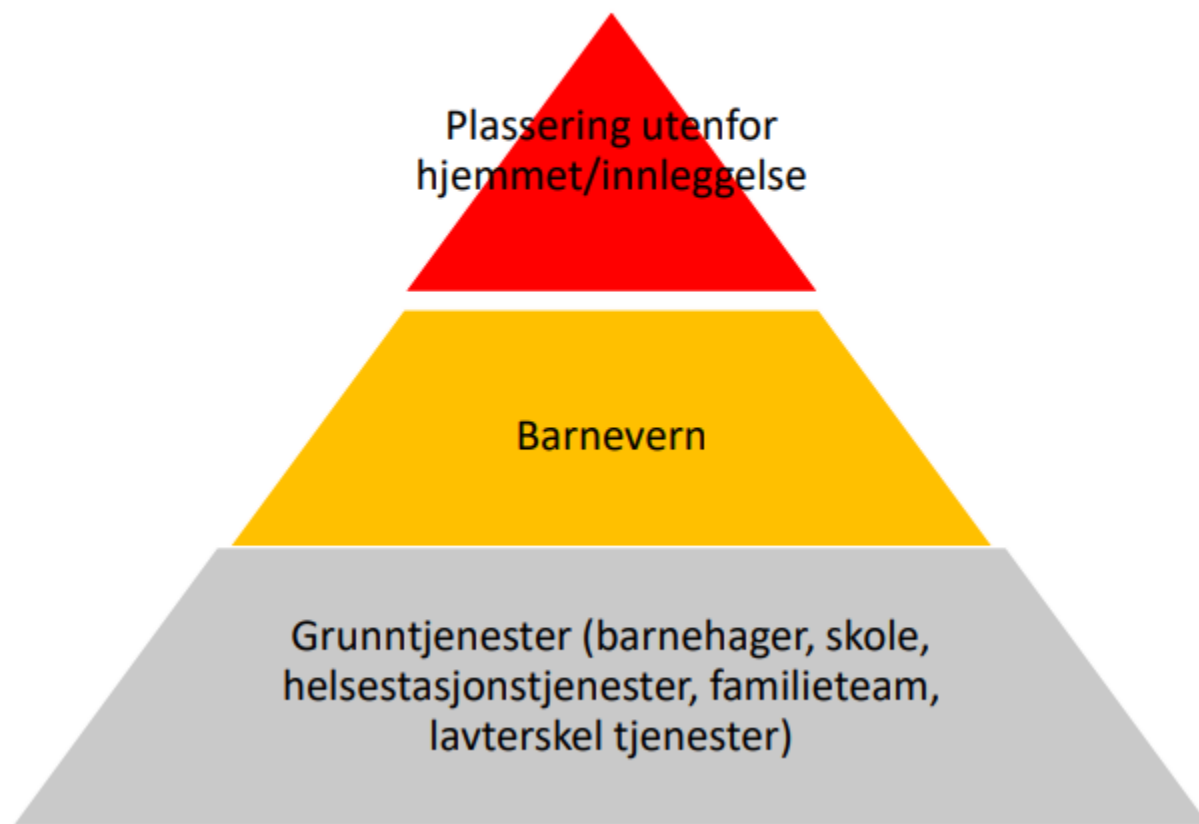 Plassering utenfor
hjemmet/innleggelse
Barnevern
Grunntjenester (barnehager, skole,
helsestasjonstjenester, familieteam,
lavterskel tjenester)